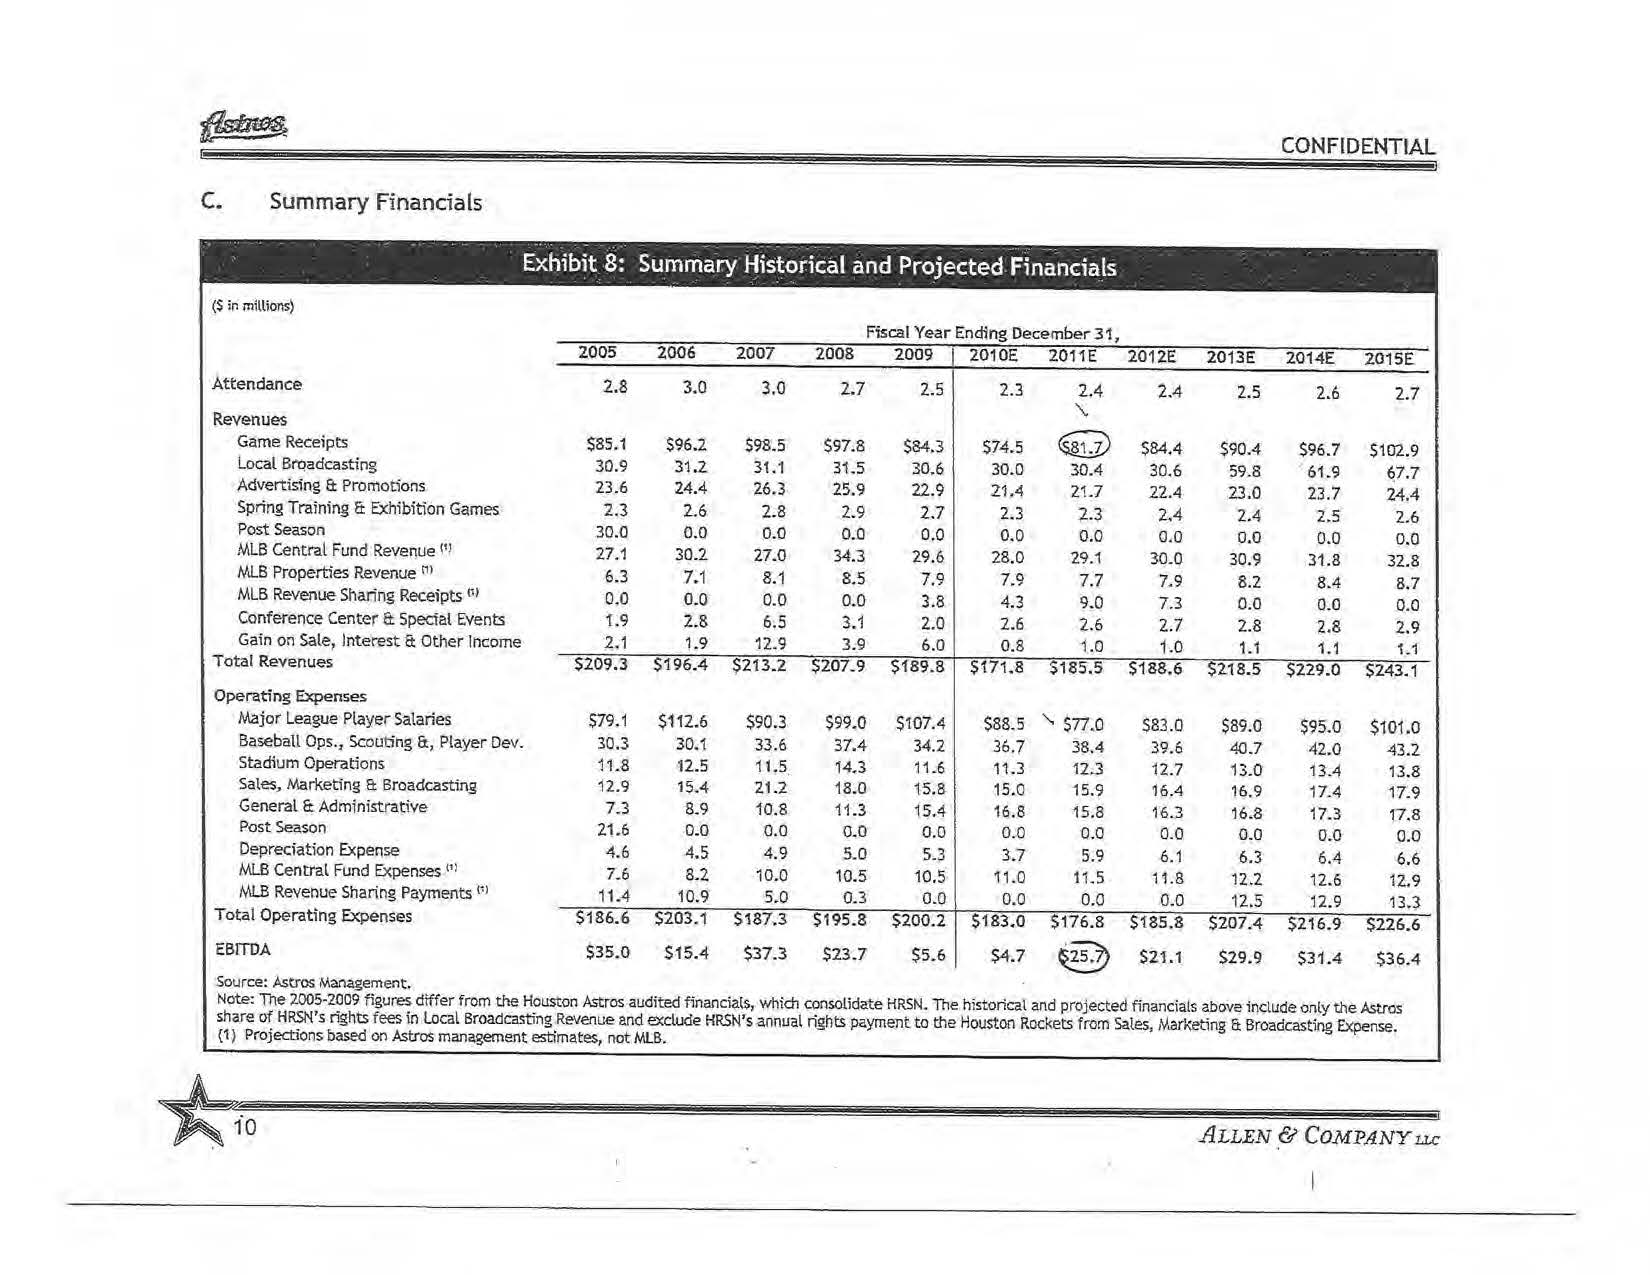 Astros
CONFIDENTIAL
C. Summary Financials
Exhibit 8: Summary Historical and Projected Financials
($ in millions)
Fiscal Year Ending December 31,
2005 2006 2007 2008 2009 2010E 2011E 2012E 2013E 2014E 2015E
Attendance 2.8 3.0 3.0 2.7 2.5 2.3 2.4 2.4 2.5 2.6 2.7
Revenues
Game Receipts $85.1 $96.2 $98.5 $97.8 $84.3 $74.5 $81.7 $84.4 $90.4 $96.7 $102.9
Local Broadcasting 30.9 31.2 31.1 31.5 30.6 30.0 30.4 30.6 59.8 61.9 67.7
Advertising & Promotions 23.6 24.4 26.3 25.9 22.9 21.4 21.7 22.4 23.0 23.7 24.4
Spring Training & Exhibition Games 2.3 2.6 2.8 2.9 2.7 2.3 2.3 2.4 2.4 2.5 2.6
Post Season 30.0 0.0 0.0 0.0 0.0 0.0 0.0 0.0 0.0 0.0 0.0
MLB Central Fund Revenue (1) 27.1 30.2 27.0 34.3 29.6 28.0 29.1 30.0 30.9 31.8 32.8
MLB Properties Revenue (1) 6.3 7.1 8.1 8.5 7.9 7.9 7.7 7.9 8.2 8.4 8.7
MLB Revenue Sharing Receipts (1) 0.0 0.0 0.0 0.0 3.8 4.3 9.0 7.3 0.0 0.0 0.0
Conference Center & Special Events 1.9 2.8 6.5 3.1 2.0 2.6 2.6 2.7 2.8 2.8 2.9
Gain on Sale, Interest & Other Income 2.1 1.9 12.9 3.9 6.0 0.8 1.0 1.0 1.1 1.1 1.1
Total Revenues $209.3 $196.4 $213.2 $207.9 $189.8 $171.8 $185.5 $188.6 $218.5 $229.0 $243.1
Operating Expenses
Major League Player Salaries $79.1 $112.6 $90.3 $99.0 $107.4 $88.5 $77.0 $83.0 $89.0 $95.0 $101.0
Baseball Ops., Scouting &, Player Dev. 30.3 30.1 33.6 37.4 34.2 36.7 38.4 39.6 40.7 42.0 43.2
Stadium Operations 11.8 12.5 11.5 14.3 11.6 11.3 12.3 12.7 13.0 13.4 13.8
Sales, Marketing & Broadcasting 12.9 15.4 21.2 18.0 15.8 15.0 15.9 16.4 16.9 17.4 17.9
General & Administrative 7.3 8.9 10.8 11.3 15.4 16.8 15.8 16.3 16.8 17.3 17.8
Post Season 21.6 0.0 0.0 0.0 0.0 0.0 0.0 0.0 0.0 0.0 0.0
Depreciation Expense 4.6 4.5 4.9 5.0 5.3 3.7 5.9 6.1 6.3 6.4 6.6
MLB Central Fund Expenses (1) 7.6 8.2 10.0 10.5 10.5 11.0 11.5 11.8 12.2 12.6 12.9
MLB Revenue Sharing Payments (1) 11.4 10.9 5.0 0.3 0.0 0.0 0.0 0.0 12.5 12.9 13.3
Total Operating Expenses $186.6 $203.1 $187.3 $195.8 $200.2 $183.0 $176.8 $185.8 $207.4 $216.9 $226.6
EBITDA $35.0 $15.4 $37.3 $23.7 $5.6 $4.7 $25.7 $21.1 $29.9 $31.4 $36.4
Source: Astros Management.
Note: The 2005-2009 figures differ from the Houston Astros audited financials, which consolidate HRSN. The historical and projected financials above include only the Astros
share of HRSN's rights fees in Local Broadcasting Revenue and exclude HRSN's annual rights payment to the Houston Rockets from Sales, Marketing & Broadcasting Expense.
(1) Projections based on Astros management estimates, not MLB.
10
ALLEN & COMPANY LLC